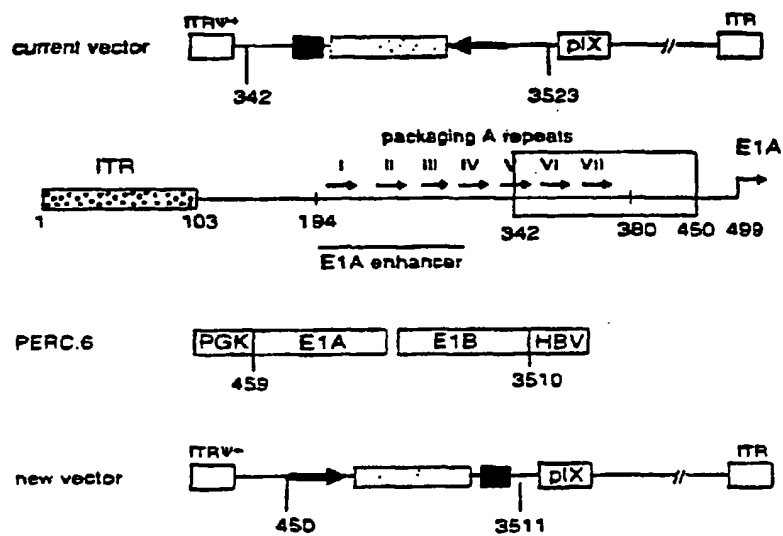 ITRΨ+ ITR
current vector pIX
342 3523
packaging A repeats
ITR I II III IV V VI VII E1A
1 103 194 342 380 450 499
E1A enhancer
PERC.6 PGK E1A E1B HBV
459 3510
ITRΨ+ ITR
new vector pIX
450 3511